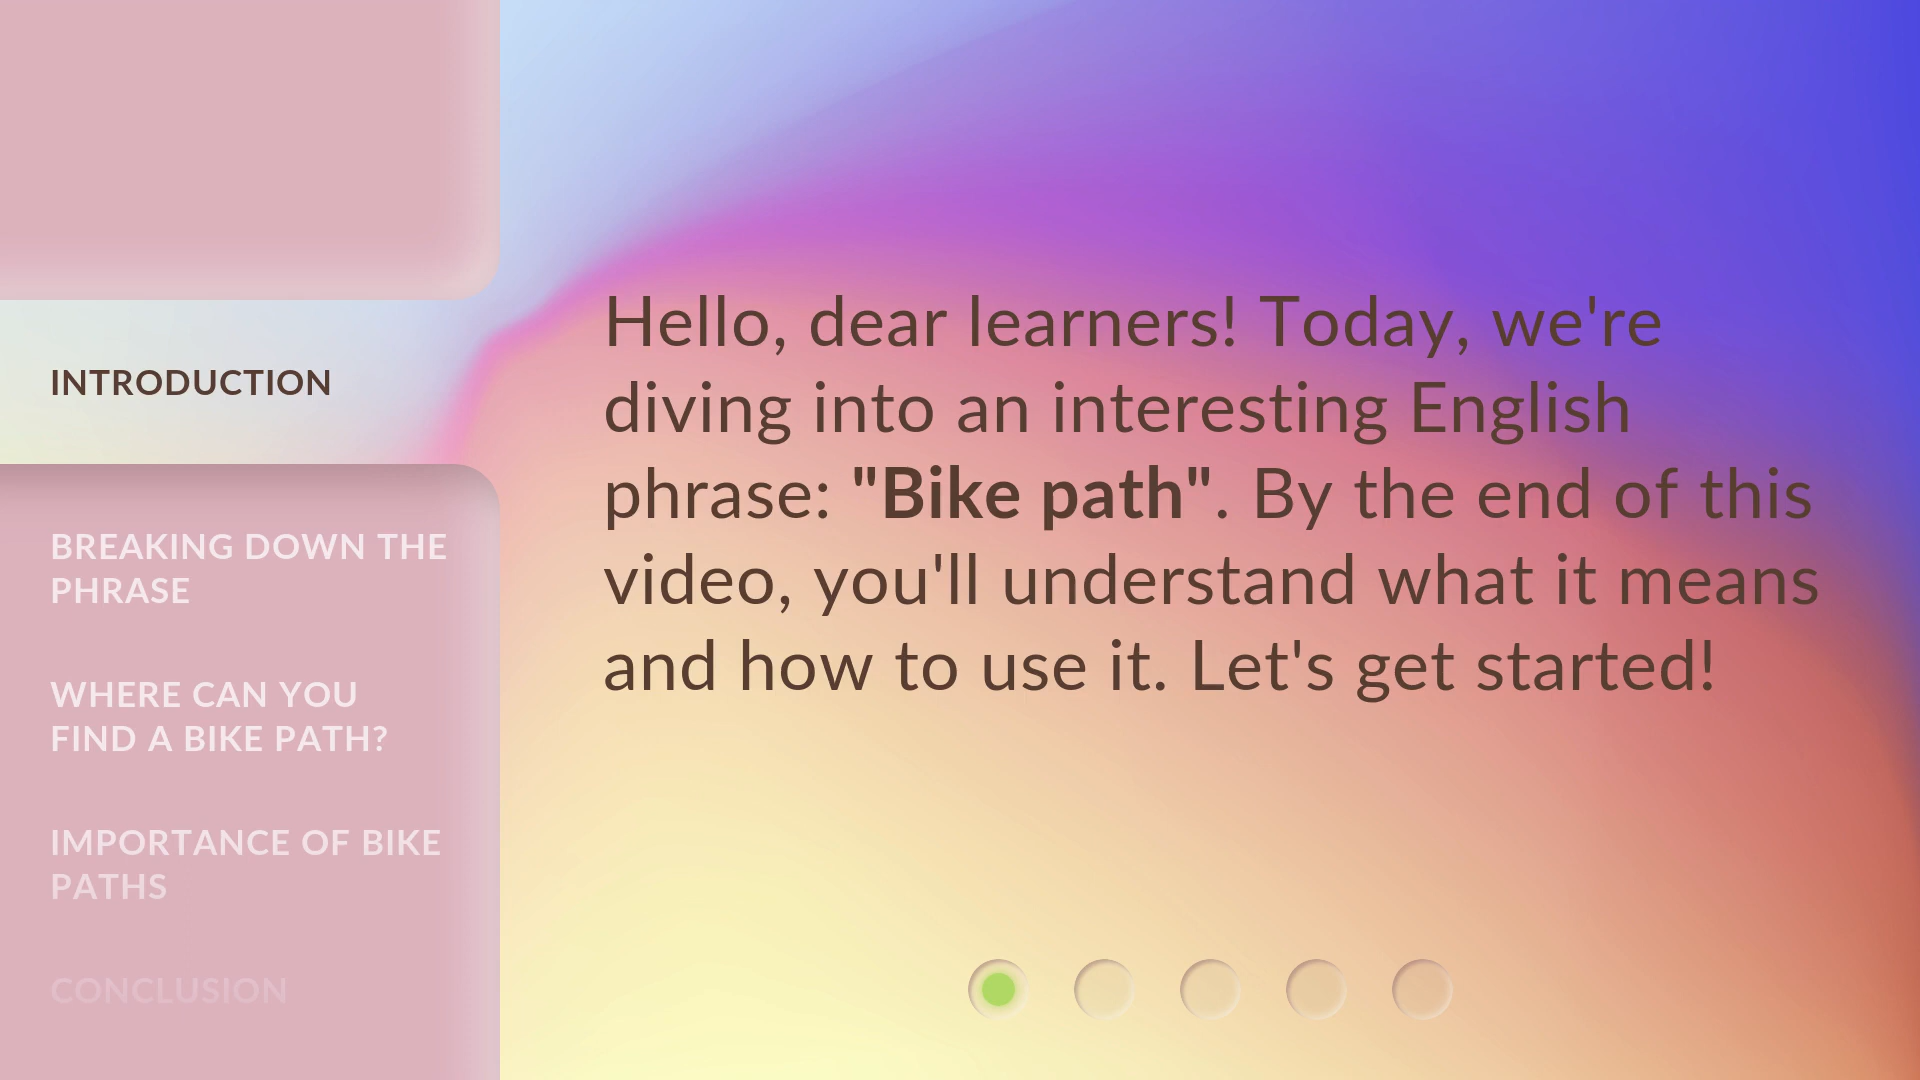 INTRODUCTION
BREAKING DOWN THE
PHRASE
WHERE CAN YOU
FIND A BIKE PATH?
IMPORTANCE OF BIKE
PATHS
CONCLUSION
Hello, dear learners! Today, we're
diving into an interesting English
phrase: "Bike path". By the end of this
video, you'll understand what it means
and how to use it. Let's get started!